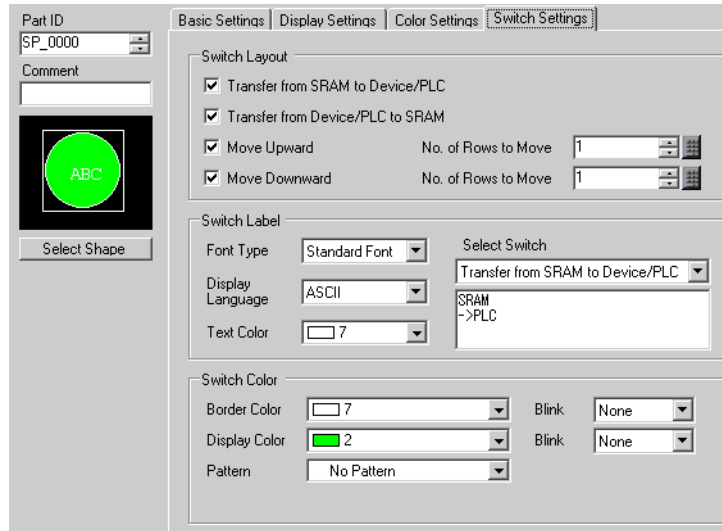 Part ID
SP_0000
Comment
ABC
Select Shape
Basic Settings Display Settings Color Settings Switch Settings
Switch Layout
Transfer from SRAM to Device/PLC
Transfer from Device/PLC to SRAM
Move Upward No. of Rows to Move 1
Move Downward No. of Rows to Move 1
Switch Label
Font Type Standard Font
Display Language ASCII
Text Color 7
Select Switch
Transfer from SRAM to Device/PLC
SRAM
->PLC
Switch Color
Border Color 7 Blink None
Display Color 2 Blink None
Pattern No Pattern